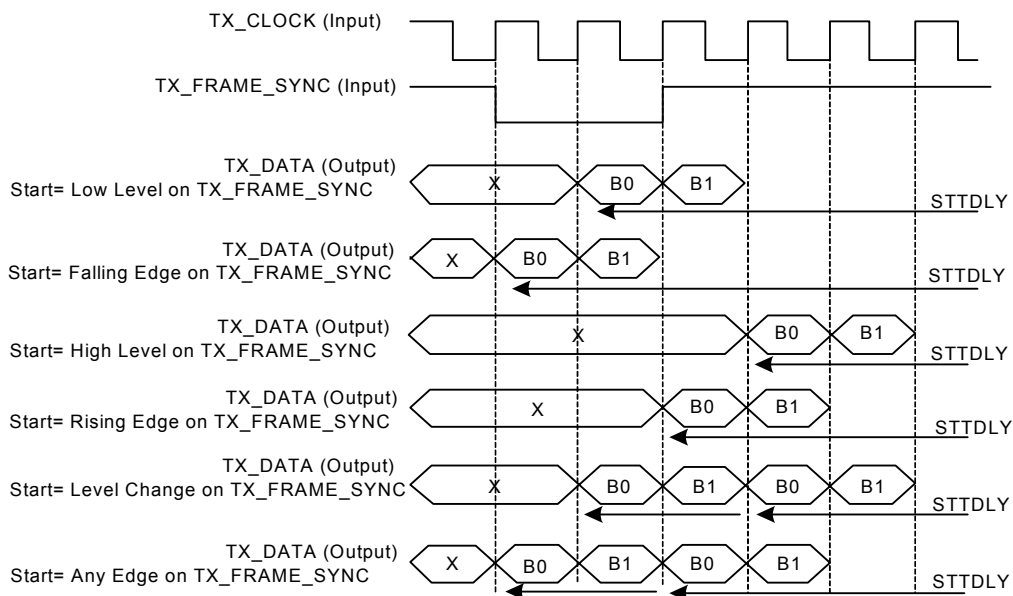 TX_CLOCK (Input)
TX_FRAME_SYNC (Input)
TX_DATA (Output)
Start= Low Level on TX_FRAME_SYNC
X B0 B1
STTDLY
TX_DATA (Output)
Start= Falling Edge on TX_FRAME_SYNC
X B0 B1
STTDLY
TX_DATA (Output)
Start= High Level on TX_FRAME_SYNC
X B0 B1
STTDLY
TX_DATA (Output)
Start= Rising Edge on TX_FRAME_SYNC
X B0 B1
STTDLY
TX_DATA (Output)
Start= Level Change on TX_FRAME_SYNC
X B0 B1 B0 B1
STTDLY
TX_DATA (Output)
Start= Any Edge on TX_FRAME_SYNC
X B0 B1 B0 B1
STTDLY